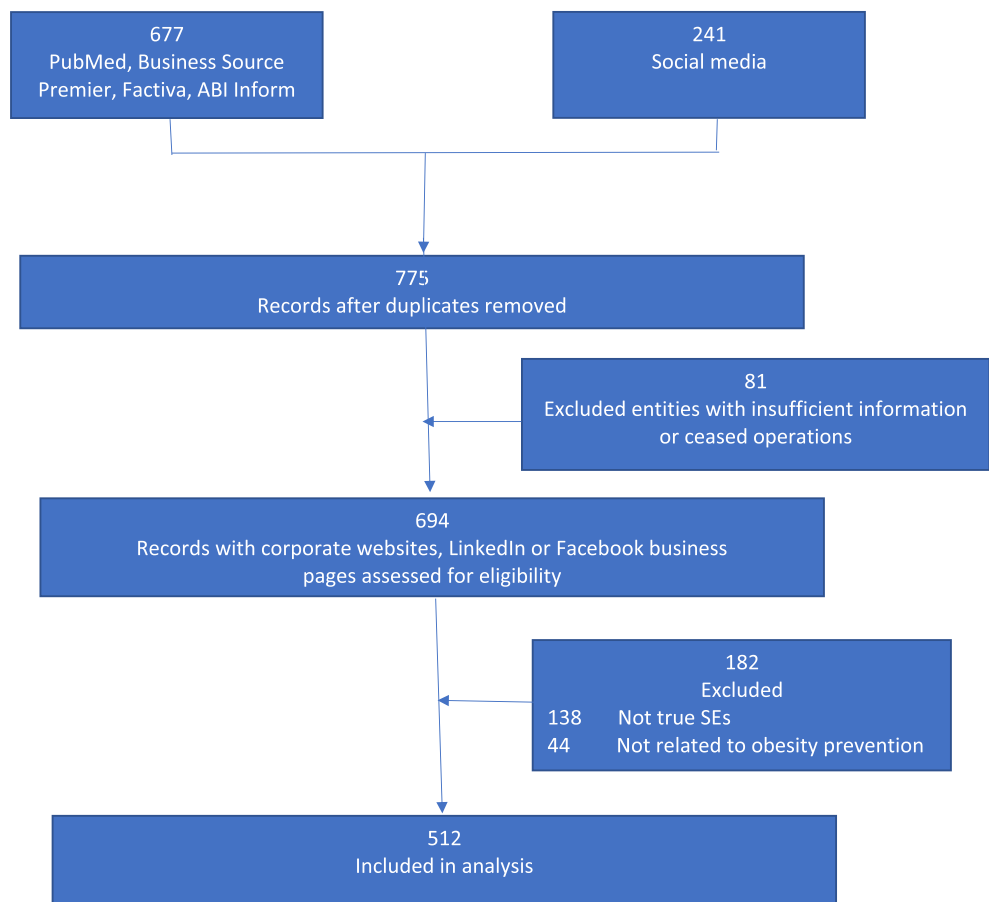 677
PubMed, Business Source
Premier, Factiva, ABI Inform
241
Social media
775
Records after duplicates removed
81
Excluded entities with insufficient information
or ceased operations
694
Records with corporate websites, LinkedIn or Facebook business
pages assessed for eligibility
182
Excluded
138 Not true SEs
44 Not related to obesity prevention
512
Included in analysis